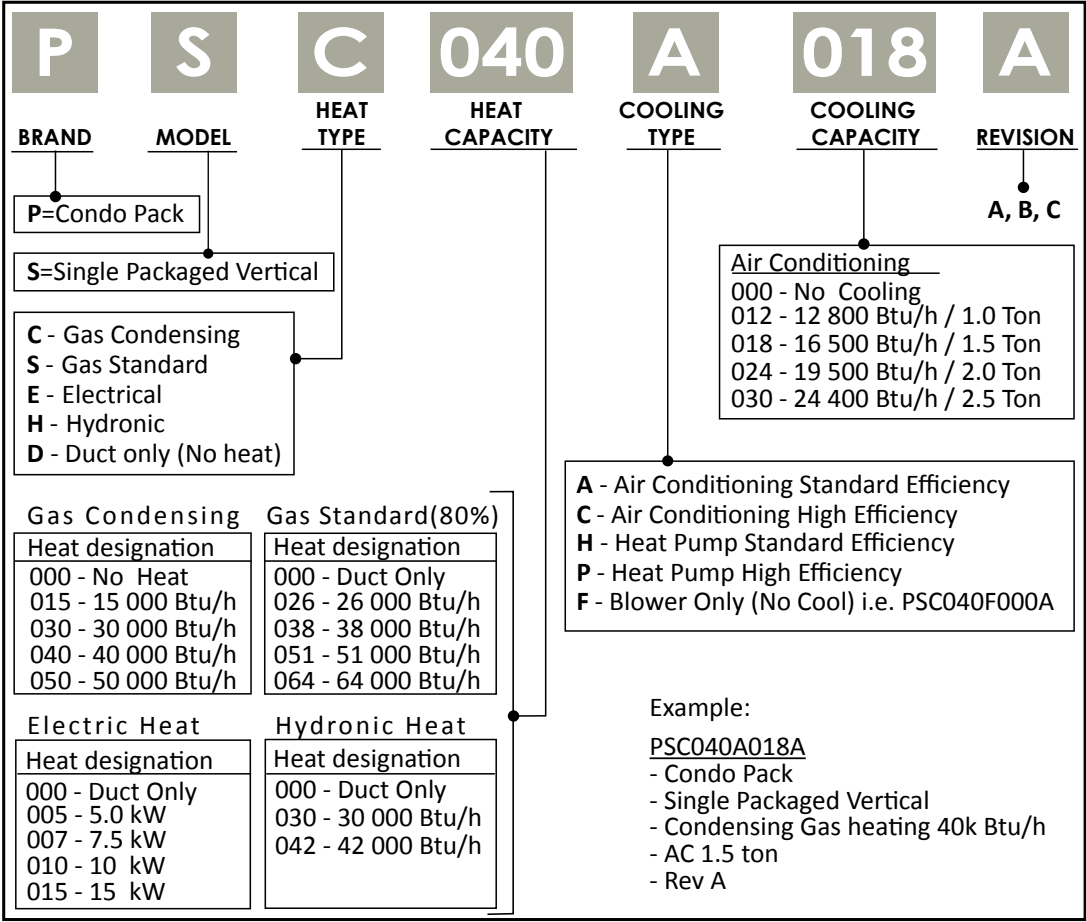 P S C 040 A 018 A
BRAND MODEL HEAT TYPE HEAT CAPACITY COOLING TYPE COOLING CAPACITY REVISION
P=Condo Pack
A, B, C
S=Single Packaged Vertical
Air Conditioning
000 - No Cooling
012 - 12 800 Btu/h / 1.0 Ton
018 - 16 500 Btu/h / 1.5 Ton
024 - 19 500 Btu/h / 2.0 Ton
030 - 24 400 Btu/h / 2.5 Ton
C - Gas Condensing
S - Gas Standard
E - Electrical
H - Hydronic
D - Duct only (No heat)
A - Air Conditioning Standard Efficiency
C - Air Conditioning High Efficiency
H - Heat Pump Standard Efficiency
P - Heat Pump High Efficiency
F - Blower Only (No Cool) i.e. PSC040F000A
Gas Condensing
Heat designation
000 - No Heat
015 - 15 000 Btu/h
030 - 30 000 Btu/h
040 - 40 000 Btu/h
050 - 50 000 Btu/h
Gas Standard(80%)
Heat designation
000 - Duct Only
026 - 26 000 Btu/h
038 - 38 000 Btu/h
051 - 51 000 Btu/h
064 - 64 000 Btu/h
Electric Heat
Heat designation
000 - Duct Only
005 - 5.0 kW
007 - 7.5 kW
010 - 10 kW
015 - 15 kW
Hydronic Heat
Heat designation
000 - Duct Only
030 - 30 000 Btu/h
042 - 42 000 Btu/h
Example:
PSC040A018A
- Condo Pack
- Single Packaged Vertical
- Condensing Gas heating 40k Btu/h
- AC 1.5 ton
- Rev A